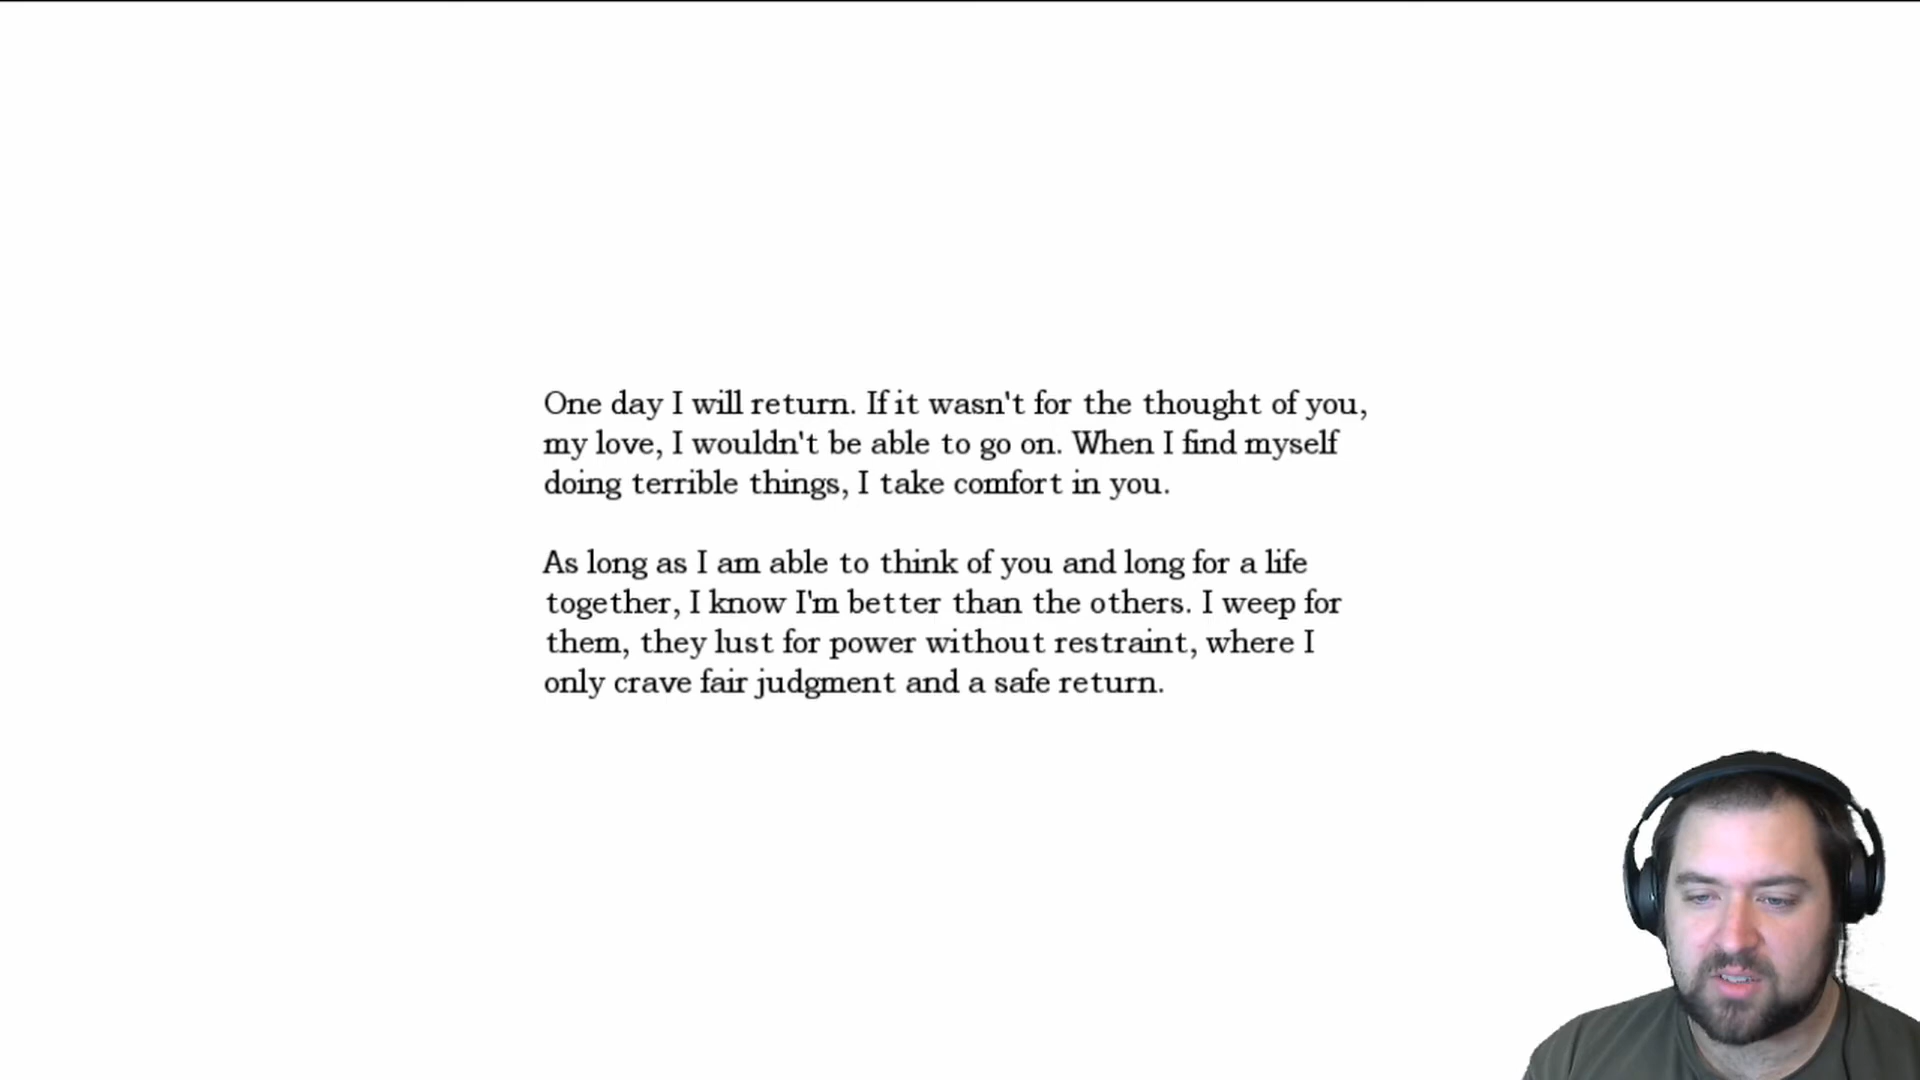 One day I will return. If it wasn't for the thought of you,
my love, I wouldn't be able to go on. When I find myself
doing terrible things, I take comfort in you.
As long as I am able to think of you and long for a life
together, I know I'm better than the others. I weep for
them, they lust for power without restraint, where I
only crave fair judgment and a safe return.